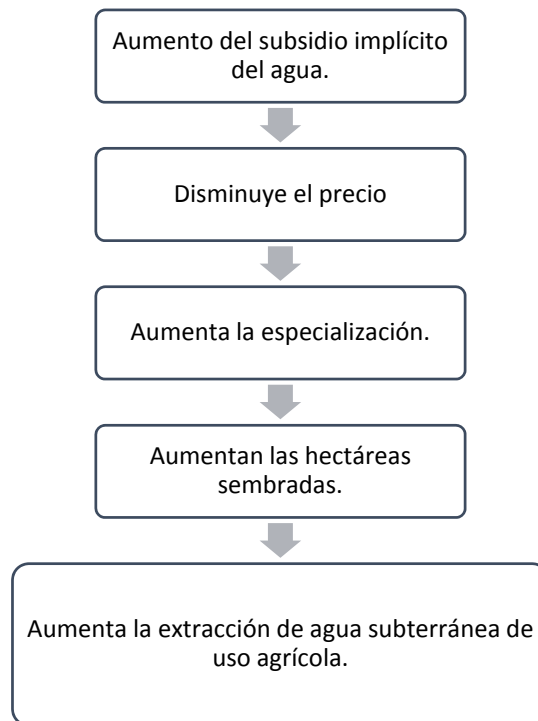 Aumento del subsidio implícito
del agua.
Disminuye el precio
Aumenta la especialización.
Aumentan las hectáreas
sembradas.
Aumenta la extracción de agua subterránea de
uso agrícola.